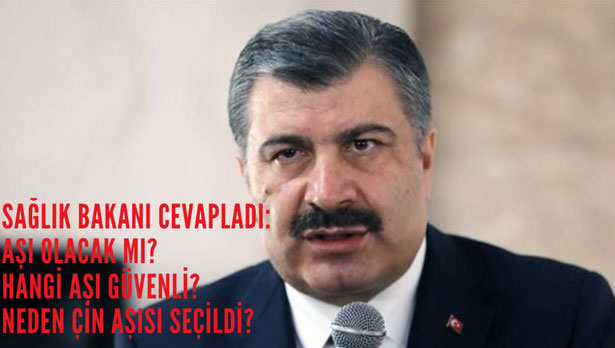 SAĞLIK BAKANI CEVAPLADI:
AŞI OLACAK MI?
HANGİ AŞI GÜVENLİ?
NEDEN ÇİN AŞISI SEÇİLDİ?